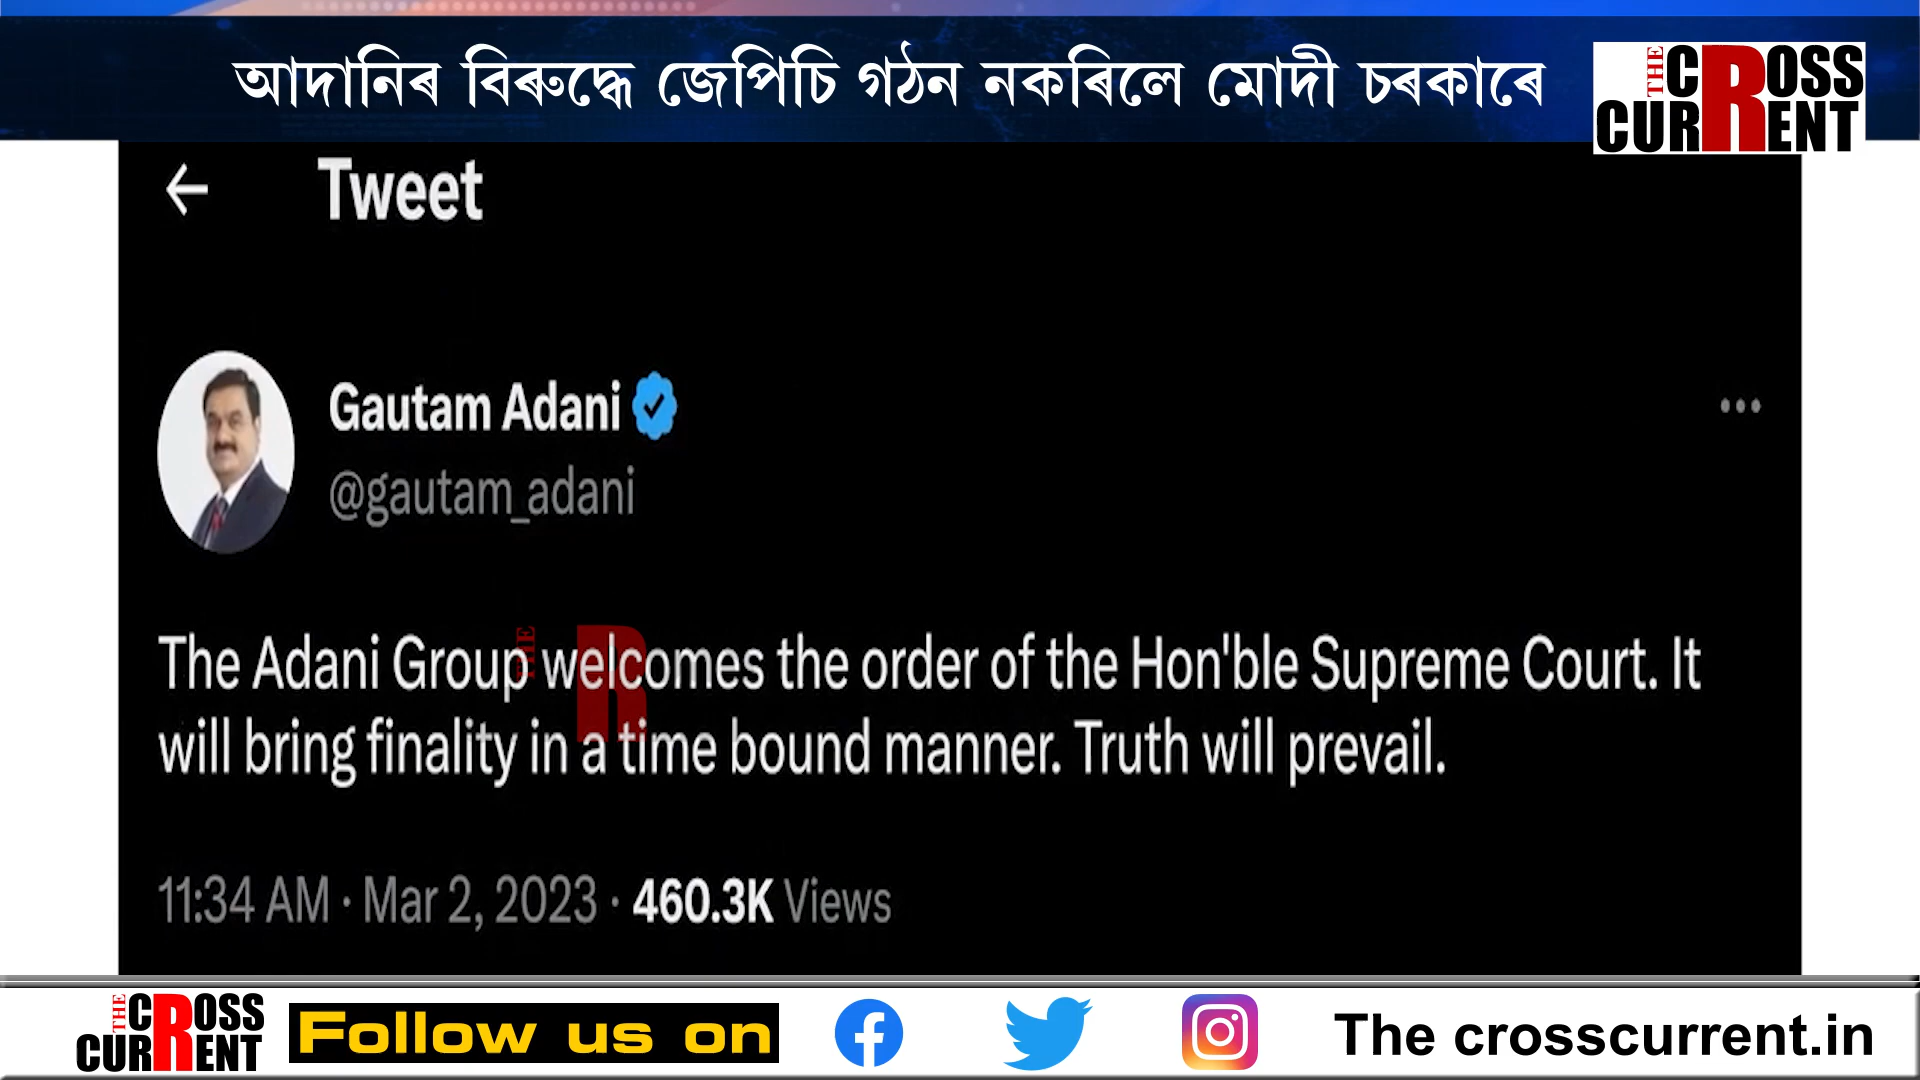 আদানিৰ বিৰুদ্ধে জেপিচি গঠন নকৰিলে মোদী চৰকাৰে
THE CROSS
CURRENT
Tweet
Gautam Adani
@gautam_adani
The Adani Group welcomes the order of the Hon'ble Supreme Court. It
will bring finality in a time bound manner. Truth will prevail.
THE R
11:34 AM · Mar 2, 2023 · 460.3K Views
THE CROSS
CURRENT
Follow us on
The crosscurrent.in